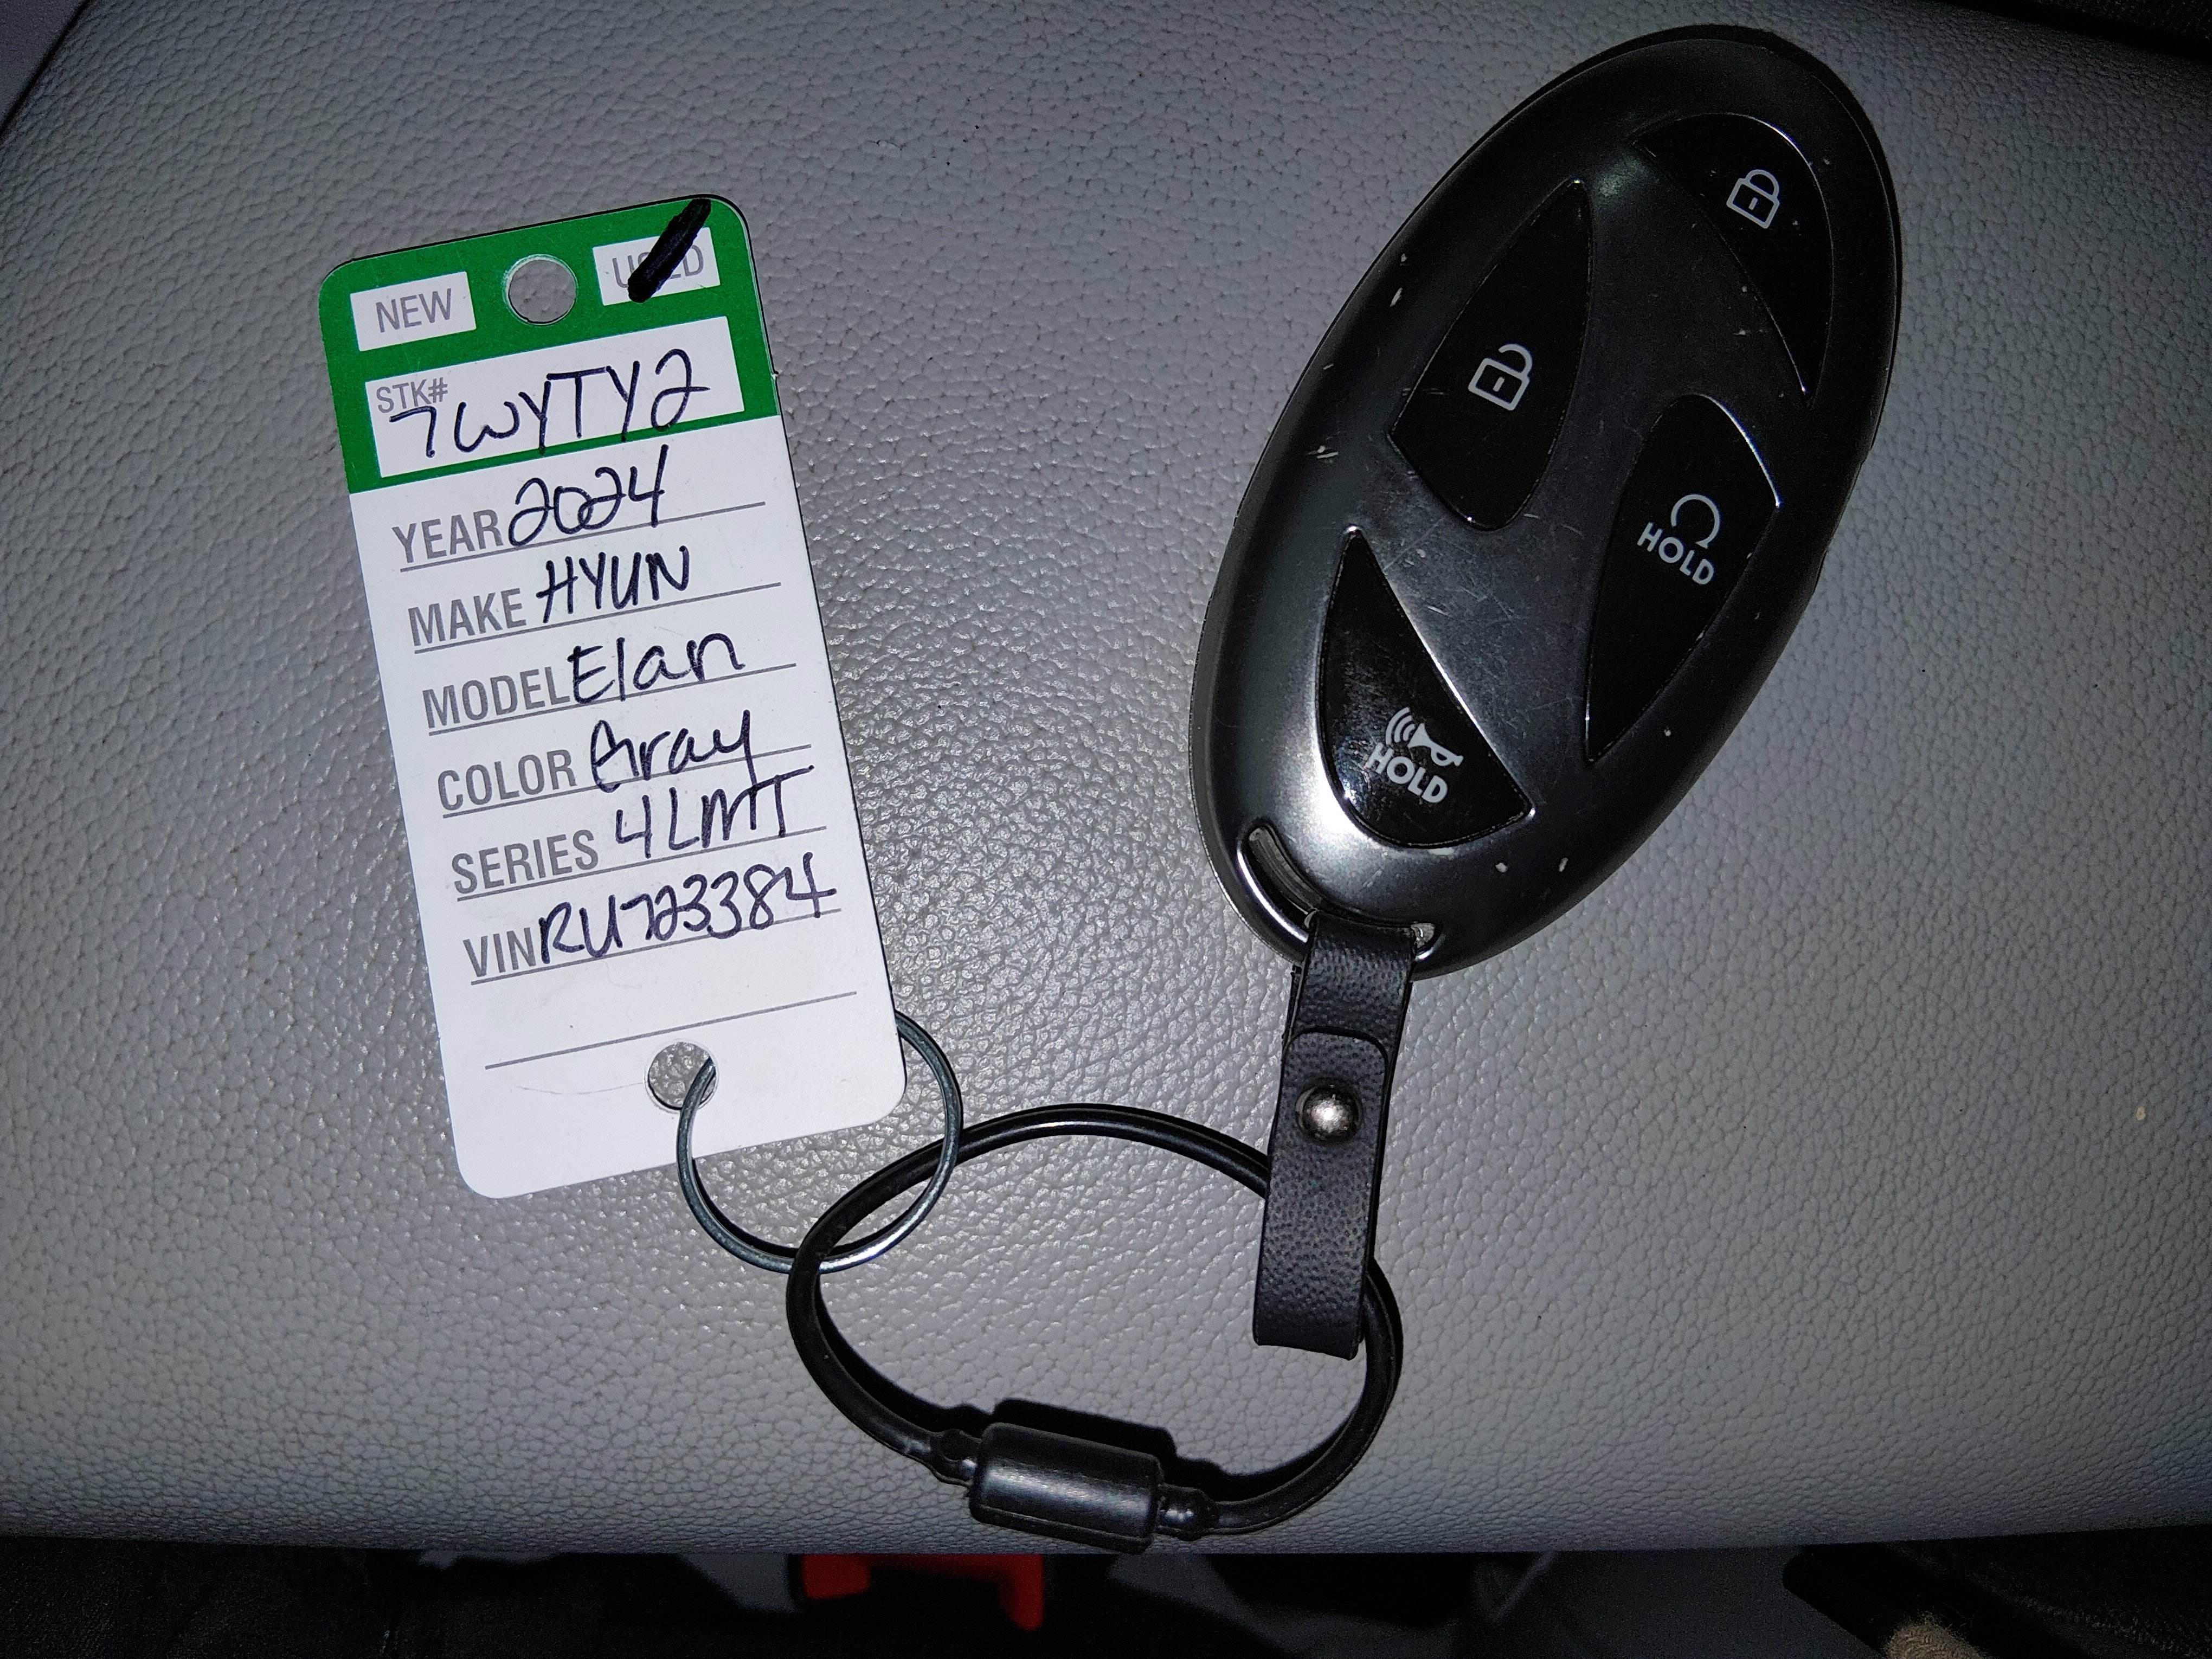 NEW USED
STK# 7WYTY2
YEAR 2024
MAKE HYUN
MODEL Elan
COLOR Gray
SERIES 4LMT
VIN RU723384
HOLD
HOLD